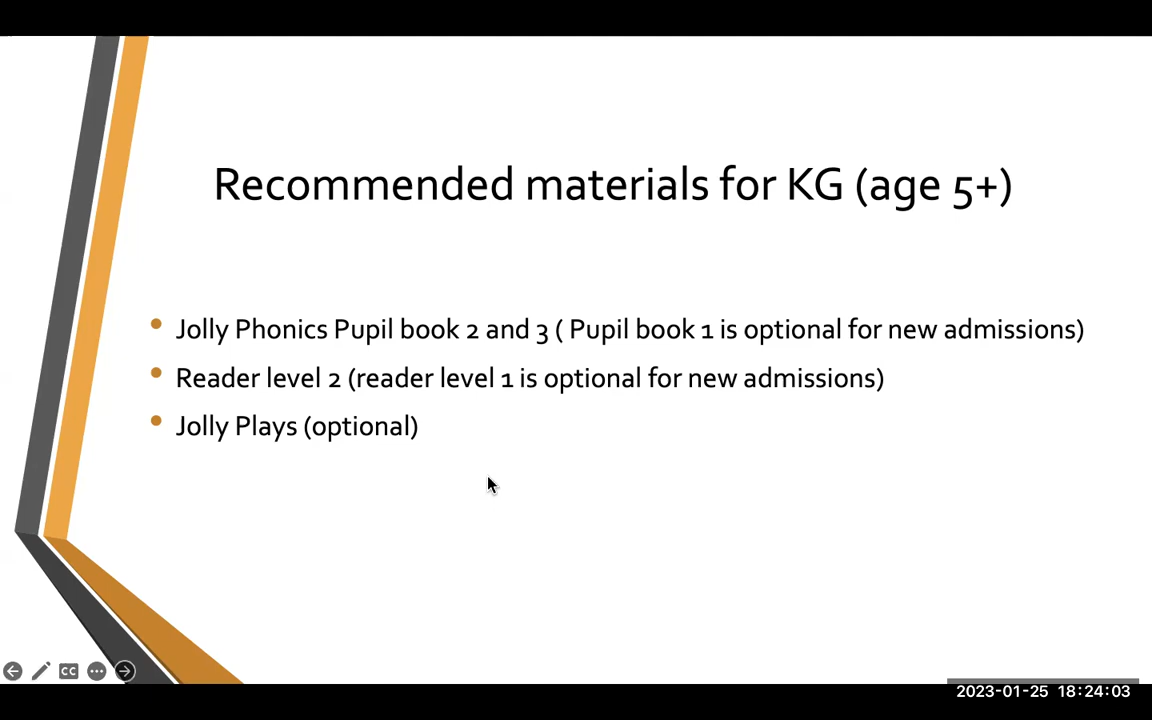 Recommended materials for KG (age 5+)
Jolly Phonics Pupil book 2 and 3 ( Pupil book 1 is optional for new admissions)
Reader level 2 (reader level 1 is optional for new admissions)
Jolly Plays (optional)
CC
2023-01-25 18:24:03